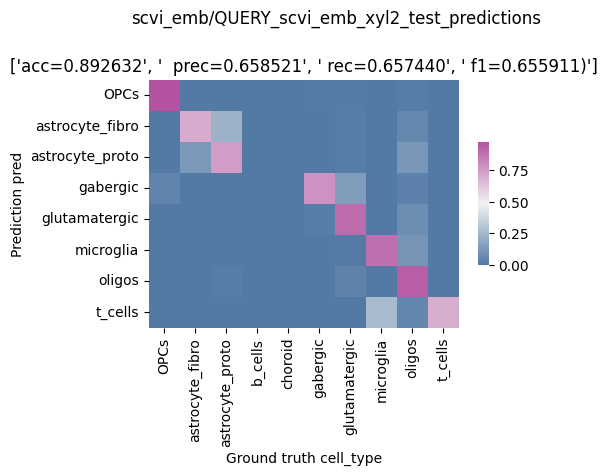 scvi_emb/QUERY_scvi_emb_xyl2_test_predictions
['acc=0.892632', '  prec=0.658521', ' rec=0.657440', ' f1=0.655911)']
OPCs
astrocyte_fibro
astrocyte_proto
gabergic
glutamatergic
microglia
oligos
t_cells
Prediction pred
0.75
0.50
0.25
0.00
OPCs
astrocyte_fibro
astrocyte_proto
b_cells
choroid
gabergic
glutamatergic
microglia
oligos
t_cells
Ground truth cell_type